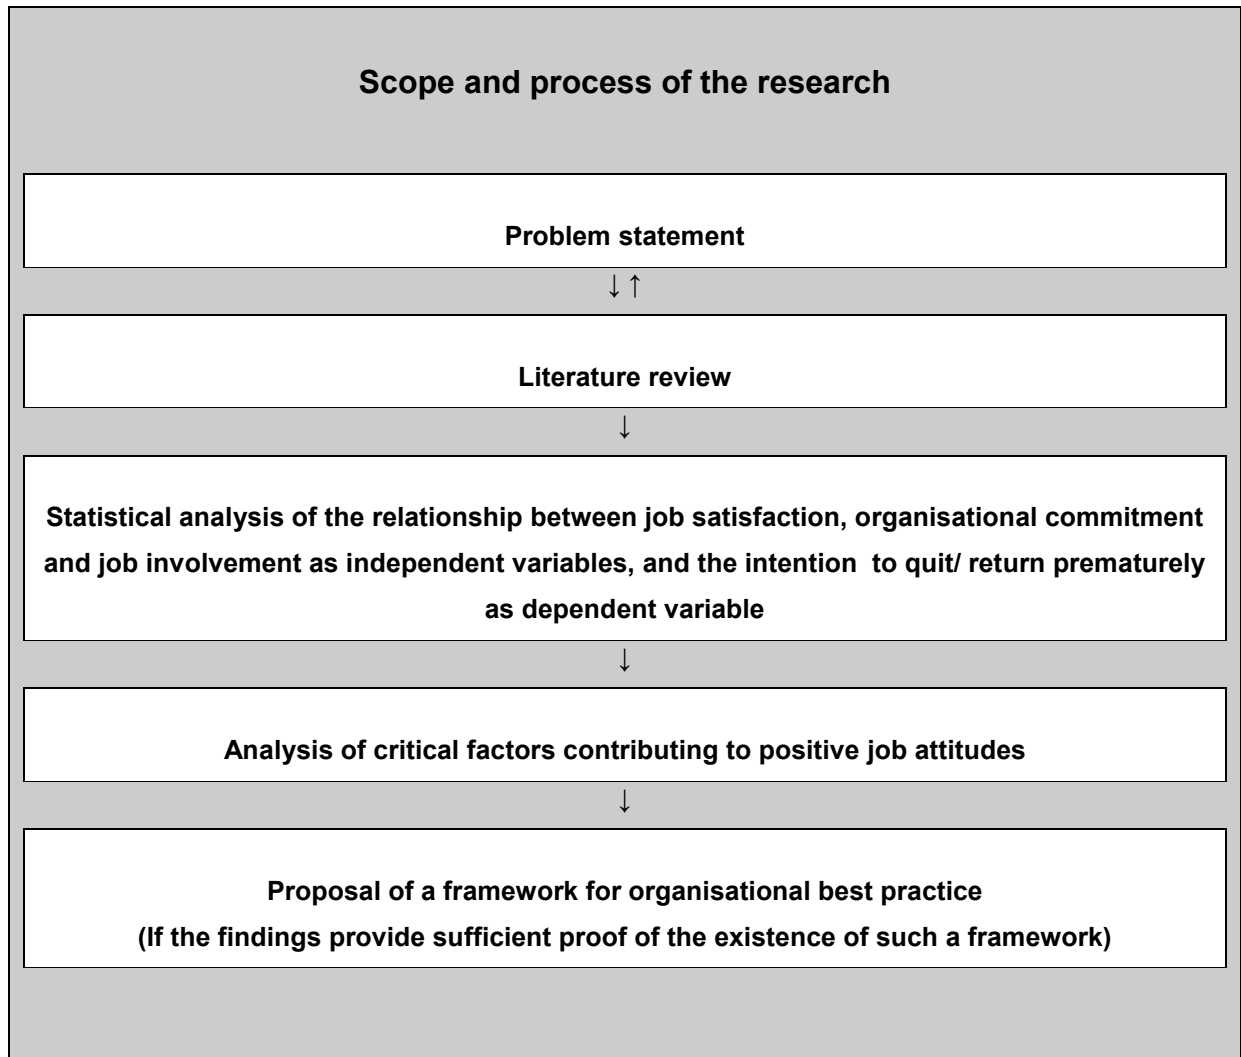 Scope and process of the research
Problem statement
↓↑
Literature review
↓
Statistical analysis of the relationship between job satisfaction, organisational commitment
and job involvement as independent variables, and the intention  to quit/ return prematurely
as dependent variable
↓
Analysis of critical factors contributing to positive job attitudes
↓
Proposal of a framework for organisational best practice
(If the findings provide sufficient proof of the existence of such a framework)